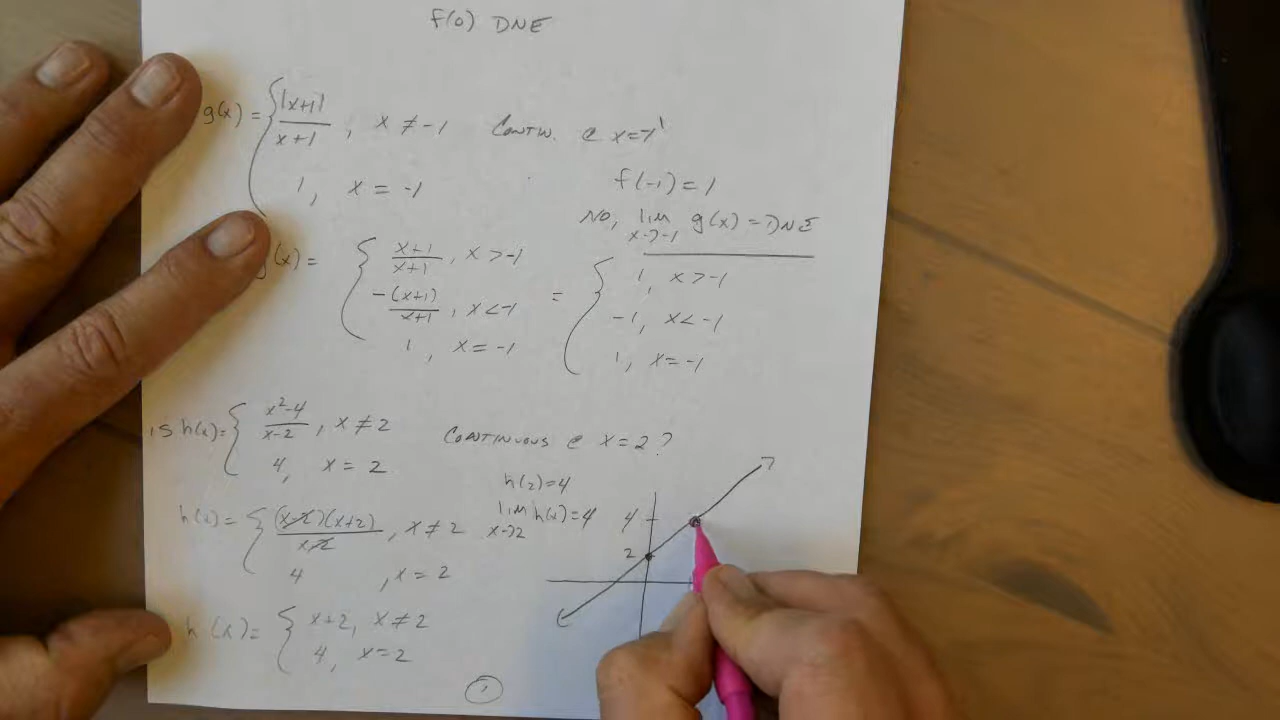 f(0) DNE
g(x) = { |x+1| / x+1 , x ≠ -1 CONTIN. @ x=-1
1, x = -1
f(-1) = 1
NO, lim x→-1 g(x) = DNE
g(x) = { x+1 / x+1 , x > -1 = { 1, x > -1
-(x+1) / x+1 , x < -1 -1, x < -1
1 , x = -1 1, x = -1
IS h(x) = { x²-4 / x-2 , x ≠ 2 CONTINUOUS @ x = 2 ?
4, x = 2
h(2) = 4
lim x→2 h(x) = 4
h(x) = { (x-2)(x+2) / x-2 , x ≠ 2
4 , x = 2
h(x) = { x+2, x ≠ 2
4, x = 2
4
2
1